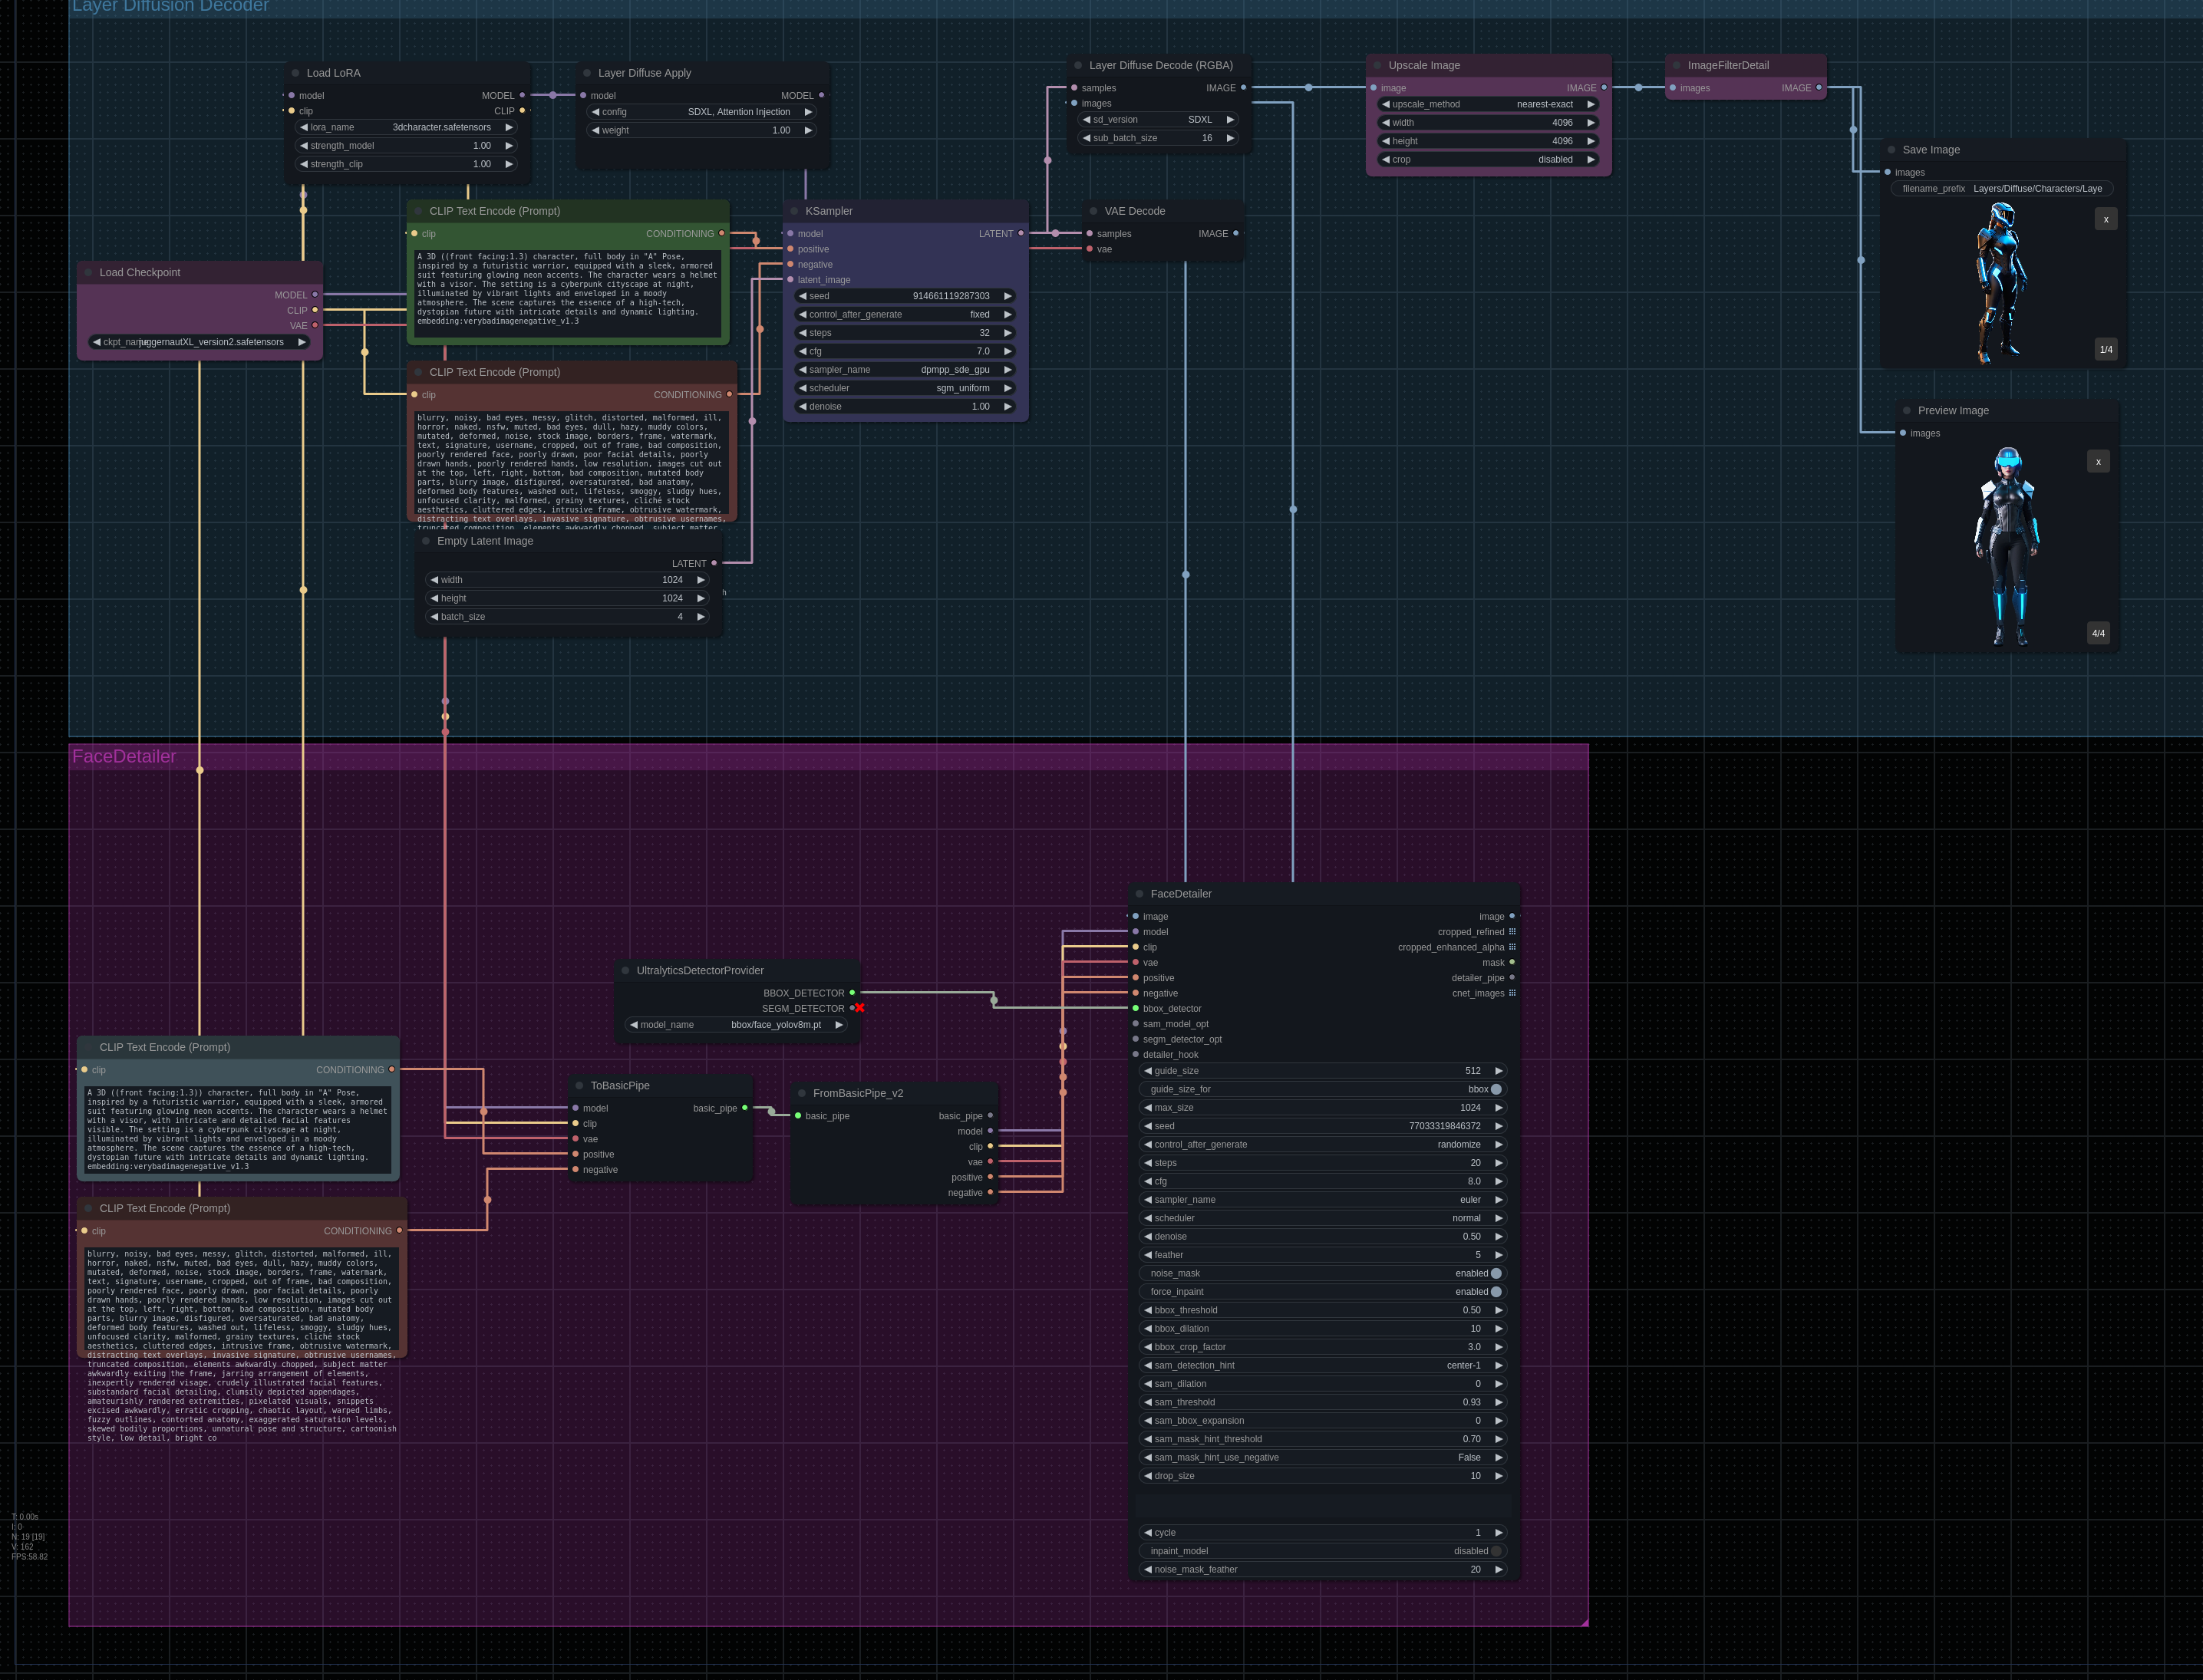 Layer Diffusion Decoder
Load LoRA
model MODEL
clip CLIP
lora_name 3dcharacter.safetensors
strength_model 1.00
strength_clip 1.00
Layer Diffuse Apply
model MODEL
config SDXL, Attention Injection
weight 1.00
Layer Diffuse Decode (RGBA)
samples IMAGE
images
sd_version SDXL
sub_batch_size 16
Upscale Image
image IMAGE
upscale_method nearest-exact
width 4096
height 4096
crop disabled
ImageFilterDetail
images IMAGE
Save Image
images
filename_prefix Layers/Diffuse/Characters/Laye
x
1/4
Load Checkpoint
MODEL
CLIP
VAE
juggernautXL_version2.safetensors
CLIP Text Encode (Prompt)
clip CONDITIONING
A 3D ((front facing:1.3) character, full body in "A" Pose,
inspired by a futuristic warrior, equipped with a sleek, armored
suit featuring glowing neon accents. The character wears a helmet
with a visor. The setting is a cyberpunk cityscape at night,
illuminated by vibrant lights and enveloped in a moody
atmosphere. The scene captures the essence of a high-tech,
dystopian future with intricate details and dynamic lighting.
embedding:verybadimagenegative_v1.3
CLIP Text Encode (Prompt)
clip CONDITIONING
blurry, noisy, bad eyes, messy, glitch, distorted, malformed, ill,
horror, naked, nsfw, muted, bad eyes, dull, hazy, muddy colors,
mutated, deformed, noise, stock image, borders, frame, watermark,
text, signature, username, cropped, out of frame, bad composition,
poorly rendered face, poorly drawn, poor facial details, poorly
drawn hands, poorly rendered hands, low resolution, images cut out
at the top, left, right, bottom, bad composition, mutated body
parts, blurry image, disfigured, oversaturated, bad anatomy,
deformed body features, washed out, lifeless, smoggy, sludgy hues,
unfocused clarity, malformed, grainy textures, cliché stock
aesthetics, cluttered edges, intrusive frame, obtrusive watermark,
distracting text overlays, invasive signature, obtrusive usernames,
truncated composition, elements awkwardly chopped, subject matter
Empty Latent Image
LATENT
width 1024
height 1024
batch_size 4
h
KSampler
model LATENT
positive
negative
latent_image
seed 914661119287303
control_after_generate fixed
steps 32
cfg 7.0
sampler_name dpmpp_sde_gpu
scheduler sgm_uniform
denoise 1.00
VAE Decode
samples IMAGE
vae
Preview Image
images
x
4/4
FaceDetailer
UltralyticsDetectorProvider
BBOX_DETECTOR
SEGM_DETECTOR
model_name bbox/face_yolov8m.pt
CLIP Text Encode (Prompt)
clip CONDITIONING
A 3D ((front facing:1.3)) character, full body in "A" Pose,
inspired by a futuristic warrior, equipped with a sleek, armored
suit featuring glowing neon accents. The character wears a helmet
with a visor, with intricate and detailed facial features
visible. The setting is a cyberpunk cityscape at night,
illuminated by vibrant lights and enveloped in a moody
atmosphere. The scene captures the essence of a high-tech,
dystopian future with intricate details and dynamic lighting.
embedding:verybadimagenegative_v1.3
CLIP Text Encode (Prompt)
clip CONDITIONING
blurry, noisy, bad eyes, messy, glitch, distorted, malformed, ill,
horror, naked, nsfw, muted, bad eyes, dull, hazy, muddy colors,
mutated, deformed, noise, stock image, borders, frame, watermark,
text, signature, username, cropped, out of frame, bad composition,
poorly rendered face, poorly drawn, poor facial details, poorly
drawn hands, poorly rendered hands, low resolution, images cut out
at the top, left, right, bottom, bad composition, mutated body
parts, blurry image, disfigured, oversaturated, bad anatomy,
deformed body features, washed out, lifeless, smoggy, sludgy hues,
unfocused clarity, malformed, grainy textures, cliché stock
aesthetics, cluttered edges, intrusive frame, obtrusive watermark,
distracting text overlays, invasive signature, obtrusive usernames,
truncated composition, elements awkwardly chopped, subject matter
awkwardly exiting the frame, jarring arrangement of elements,
inexpertly rendered visage, crudely illustrated facial features,
substandard facial detailing, clumsily depicted appendages,
amateurishly rendered extremities, pixelated visuals, snippets
excised awkwardly, erratic cropping, chaotic layout, warped limbs,
fuzzy outlines, contorted anatomy, exaggerated saturation levels,
skewed bodily proportions, unnatural pose and structure, cartoonish
style, low detail, bright co
ToBasicPipe
model basic_pipe
clip
vae
positive
negative
FromBasicPipe_v2
basic_pipe basic_pipe
model
clip
vae
positive
negative
FaceDetailer
image image
model cropped_refined
clip cropped_enhanced_alpha
vae mask
positive detailer_pipe
negative cnet_images
bbox_detector
sam_model_opt
segm_detector_opt
detailer_hook
guide_size 512
guide_size_for bbox
max_size 1024
seed 77033319846372
control_after_generate randomize
steps 20
cfg 8.0
sampler_name euler
scheduler normal
denoise 0.50
feather 5
noise_mask enabled
force_inpaint enabled
bbox_threshold 0.50
bbox_dilation 10
bbox_crop_factor 3.0
sam_detection_hint center-1
sam_dilation 0
sam_threshold 0.93
sam_bbox_expansion 0
sam_mask_hint_threshold 0.70
sam_mask_hint_use_negative False
drop_size 10
cycle 1
inpaint_model disabled
noise_mask_feather 20
T: 0.00s
I: 0
N: 19 [19]
V: 162
FPS:58.82